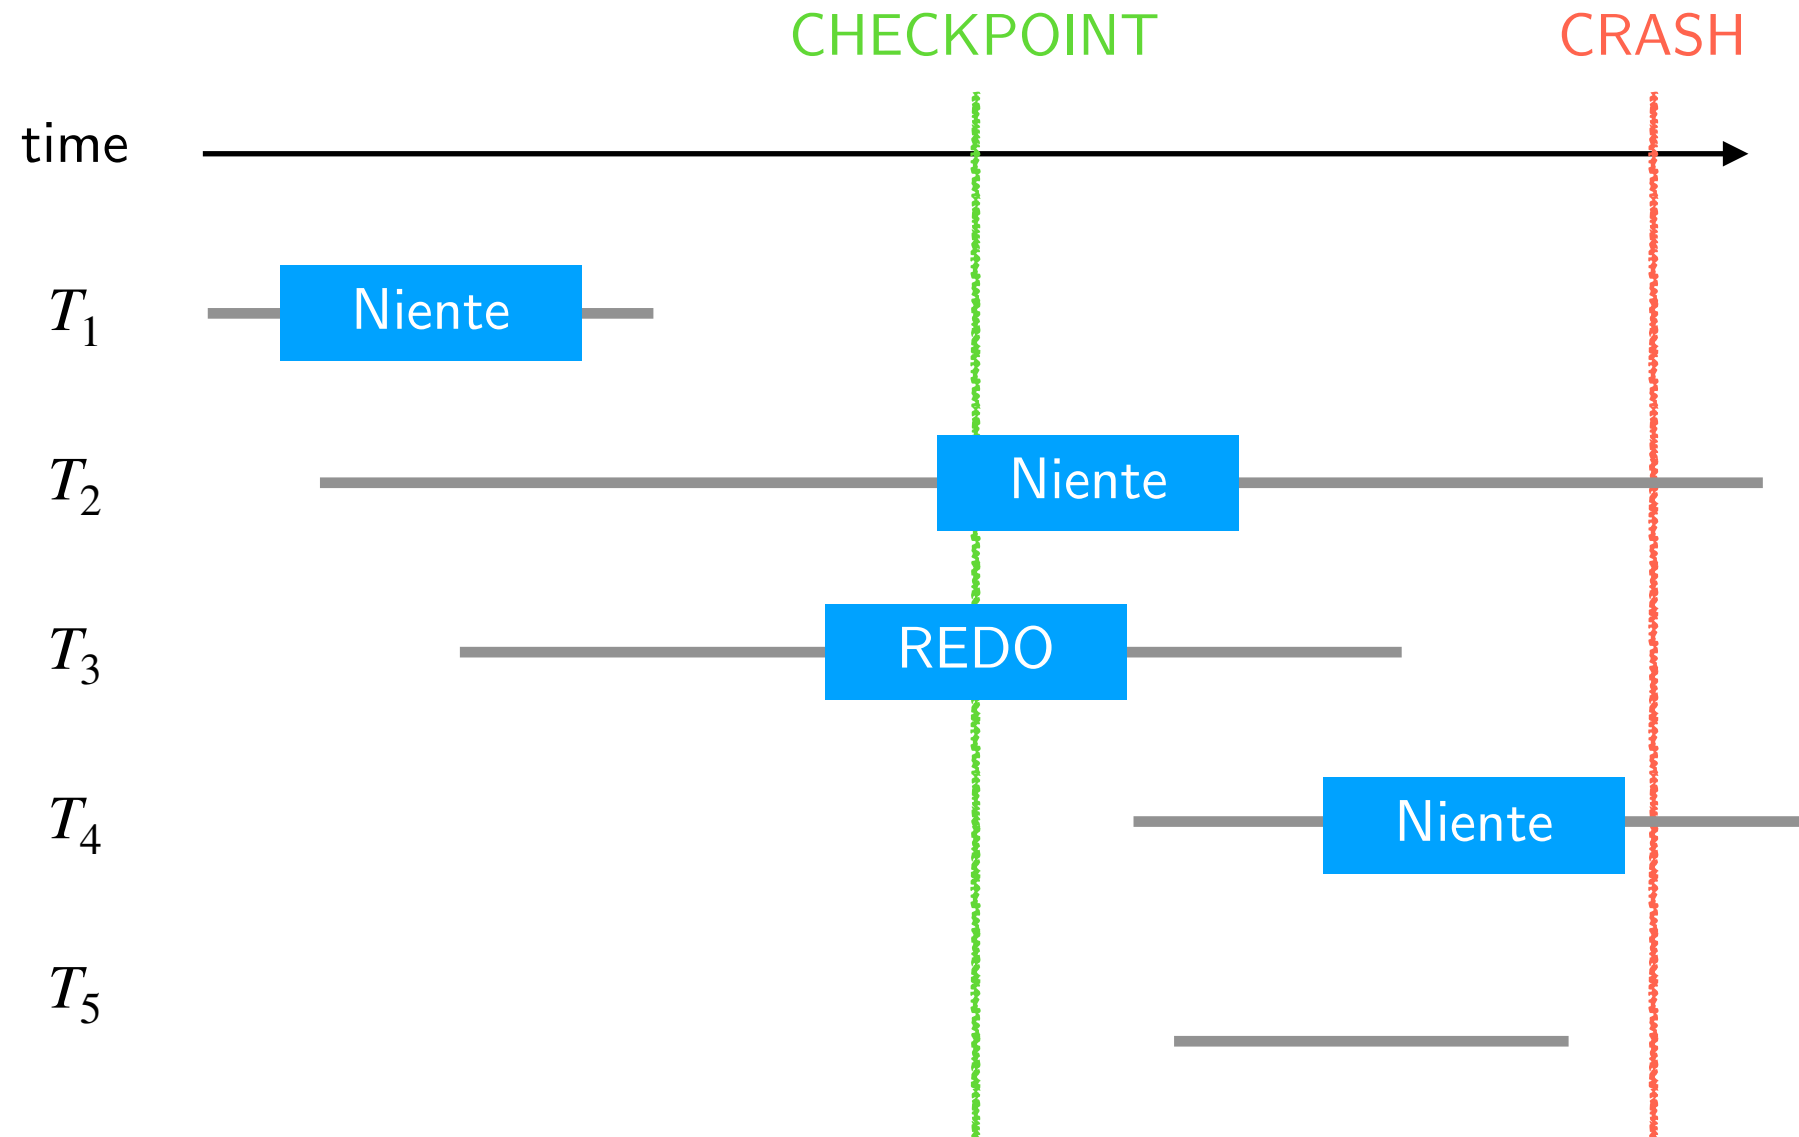 CHECKPOINT
CRASH
time
T1
Niente
T2
Niente
T3
REDO
T4
Niente
T5